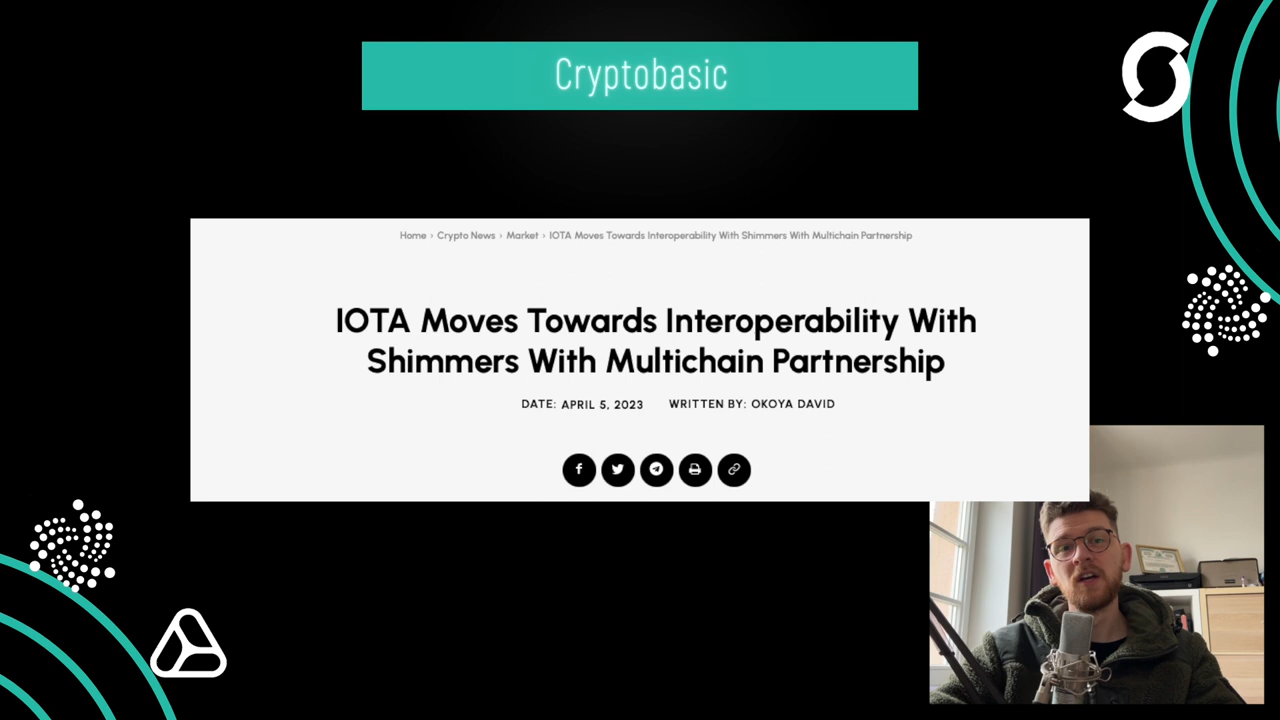 Cryptobasic
Home › Crypto News › Market › IOTA Moves Towards Interoperability With Shimmers With Multichain Partnership
IOTA Moves Towards Interoperability With
Shimmers With Multichain Partnership
DATE: APRIL 5, 2023 WRITTEN BY: OKOYA DAVID